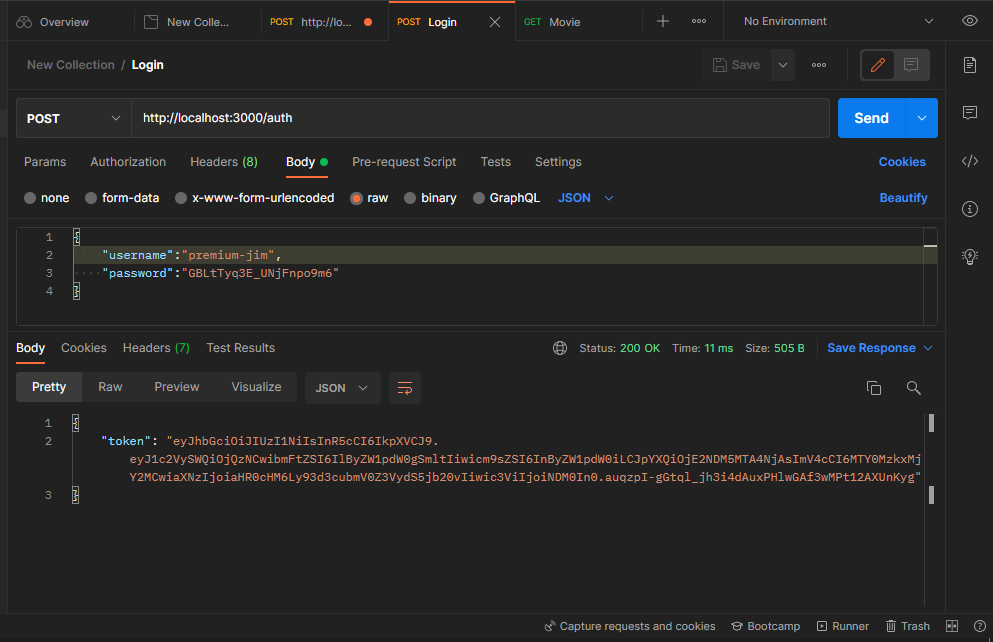 Overview
New Colle...
POST http://lo...
POST Login
GET Movie
No Environment
New Collection / Login
Save
POST
http://localhost:3000/auth
Send
Params
Authorization
Headers (8)
Body
Pre-request Script
Tests
Settings
Cookies
none
form-data
x-www-form-urlencoded
raw
binary
GraphQL
JSON
Beautify
1 {
2 "username":"premium-jim",
3 "password":"GBLtTyq3E_UNjFnpo9m6"
4 }
Body
Cookies
Headers (7)
Test Results
Status: 200 OK
Time: 11 ms
Size: 505 B
Save Response
Pretty
Raw
Preview
Visualize
JSON
1 {
2 "token": "eyJhbGciOiJIUzI1NiIsInR5cCI6IkpXVCJ9.
eyJ1c2VySWQiOjQzNCwibmFtZSI6IlByZW1pdW0gSmltIiwicm9sZSI6InByZW1pdW0iLCJpYXQiOjE2NDM5MTA4NjAsImV4cCI6MTY0MzkxMj
Y2MCwiaXNzIjoiaHR0cHM6Ly93d3cubmV0Z3VydS5jb20vIiwic3ViIjoiNDM0In0.auqzpI-gGtql_jh3i4dAuxPHlwGAf3wMPt12AXUnKyg"
3 }
Capture requests and cookies
Bootcamp
Runner
Trash